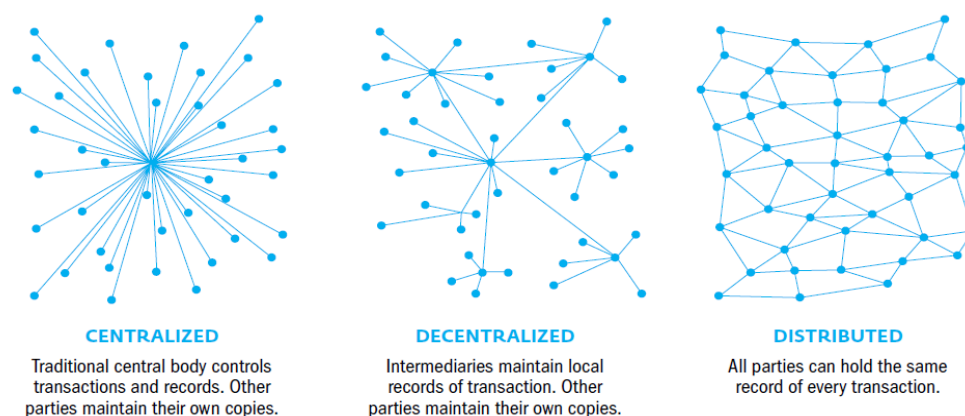 CENTRALIZED
Traditional central body controls
transactions and records. Other
parties maintain their own copies.
DECENTRALIZED
Intermediaries maintain local
records of transaction. Other
parties maintain their own copies.
DISTRIBUTED
All parties can hold the same
record of every transaction.